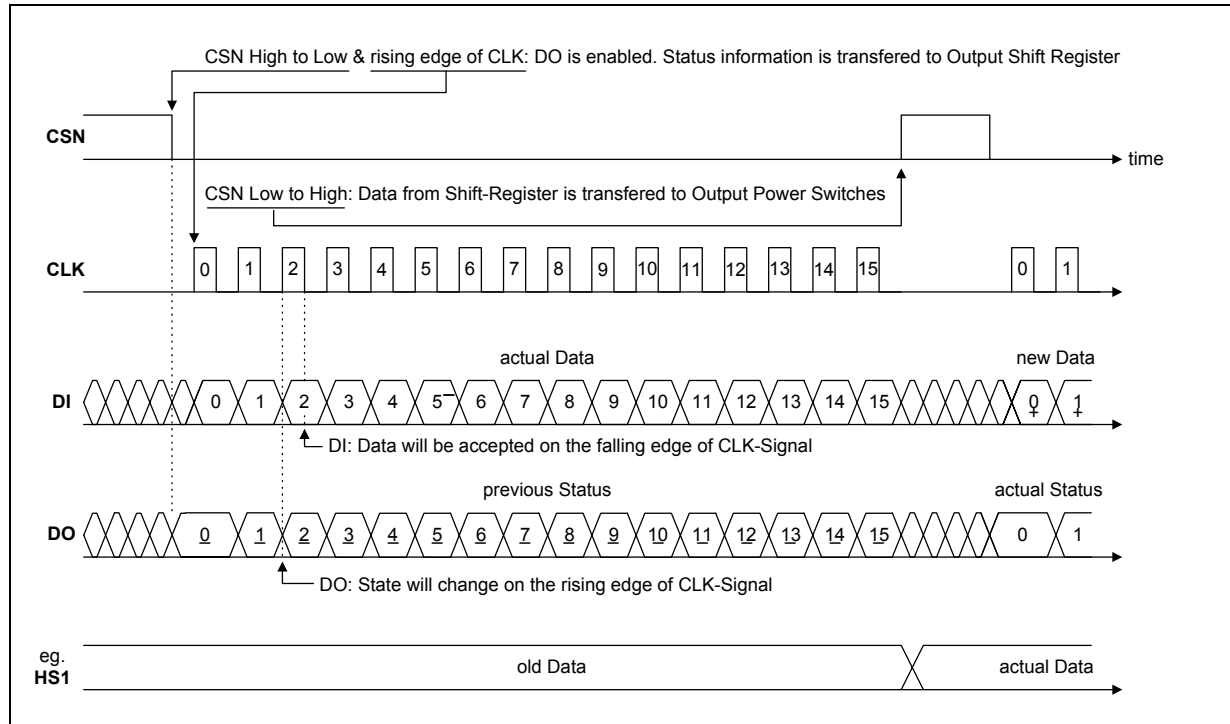 CSN High to Low & rising edge of CLK: DO is enabled. Status information is transfered to Output Shift Register
CSN
time
CSN Low to High: Data from Shift-Register is transfered to Output Power Switches
CLK
0 1 2 3 4 5 6 7 8 9 10 11 12 13 14 15 0 1
actual Data
new Data
DI
0 1 2 3 4 5 6 7 8 9 10 11 12 13 14 15 0 1
DI: Data will be accepted on the falling edge of CLK-Signal
previous Status
actual Status
DO
0 1 2 3 4 5 6 7 8 9 10 11 12 13 14 15 0 1
DO: State will change on the rising edge of CLK-Signal
eg.
HS1
old Data
actual Data